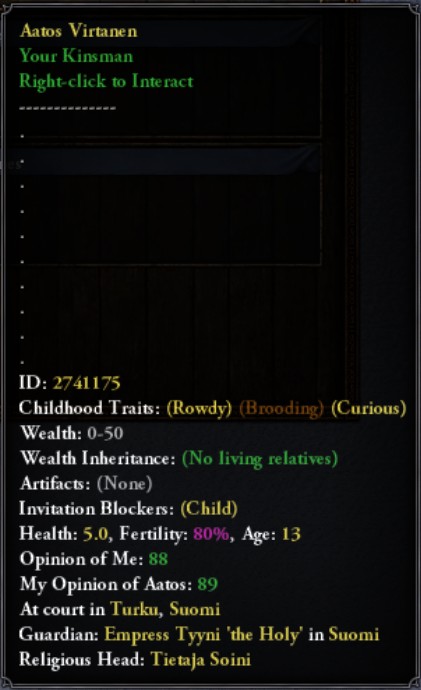 Aatos Virtanen
Your Kinsman
Right-click to Interact
--------------
.
.
.
.
.
.
.
.
.
.
ID: 2741175
Childhood Traits: (Rowdy) (Brooding) (Curious)
Wealth: 0-50
Wealth Inheritance: (No living relatives)
Artifacts: (None)
Invitation Blockers: (Child)
Health: 5.0, Fertility: 80%, Age: 13
Opinion of Me: 88
My Opinion of Aatos: 89
At court in Turku, Suomi
Guardian: Empress Tyyni 'the Holy' in Suomi
Religious Head: Tietaja Soini